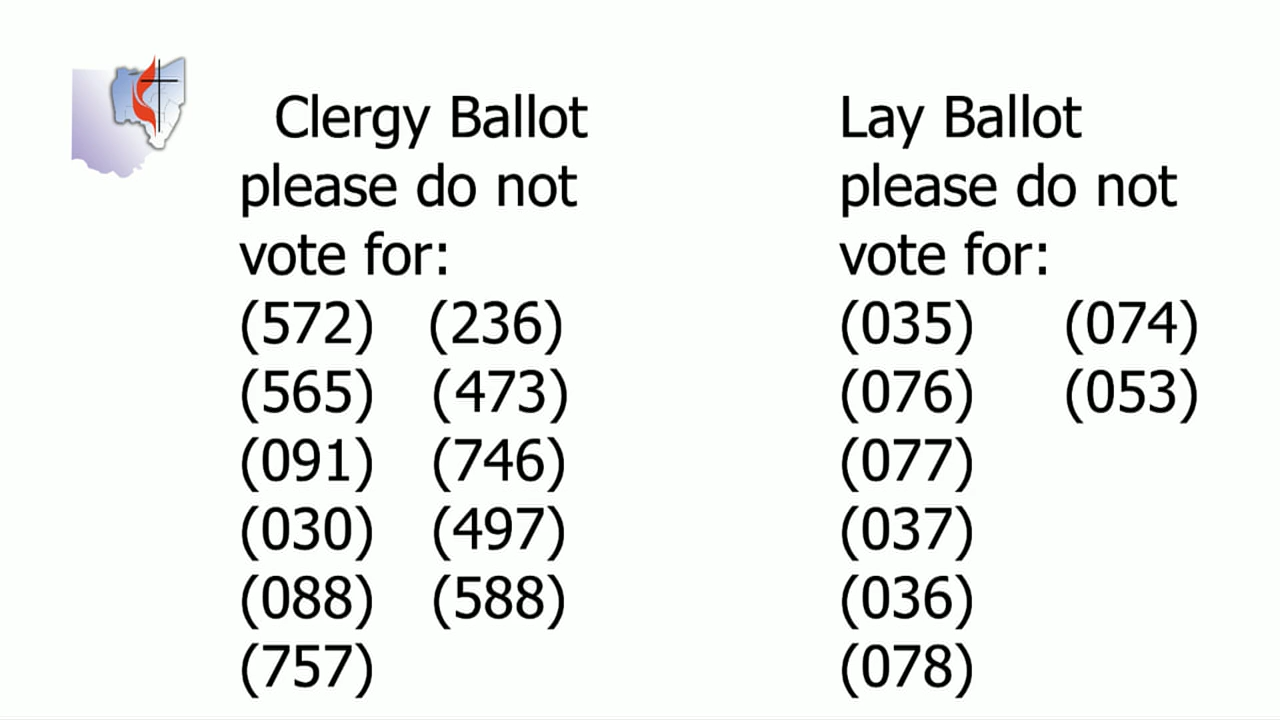 Clergy Ballot
please do not
vote for:
(572) (236)
(565) (473)
(091) (746)
(030) (497)
(088) (588)
(757)
Lay Ballot
please do not
vote for:
(035) (074)
(076) (053)
(077)
(037)
(036)
(078)